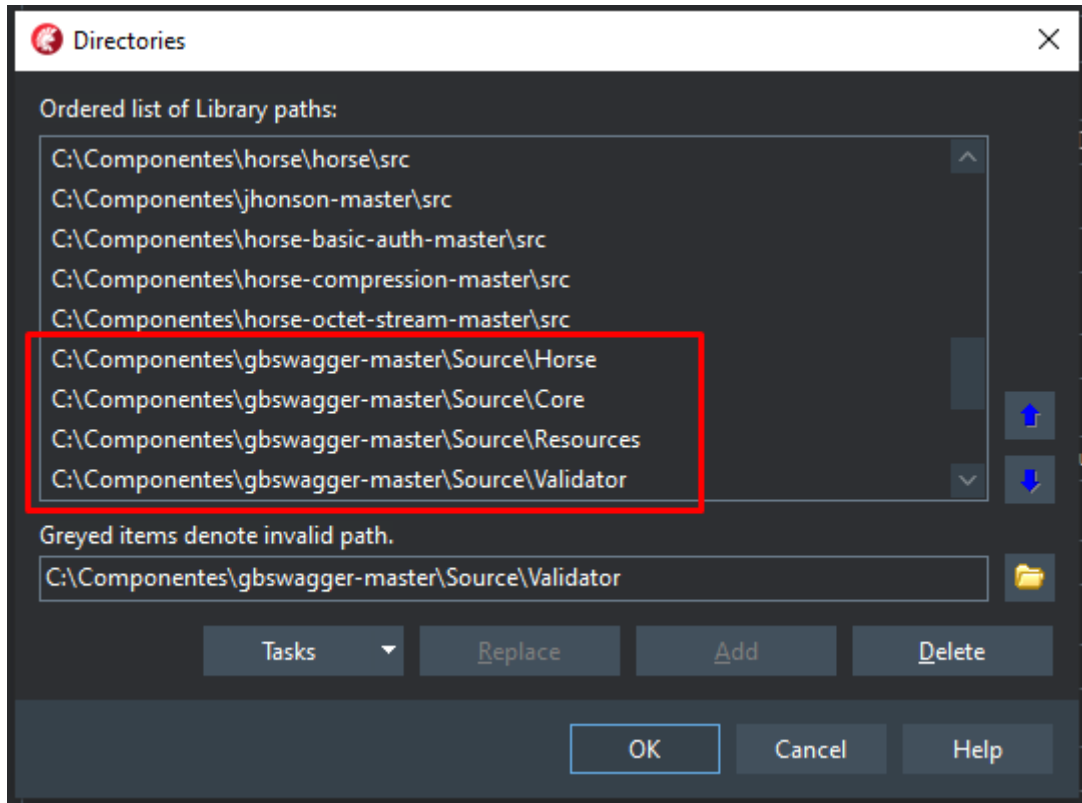 Directories
Ordered list of Library paths:
C:\Componentes\horse\horse\src
C:\Componentes\jhonson-master\src
C:\Componentes\horse-basic-auth-master\src
C:\Componentes\horse-compression-master\src
C:\Componentes\horse-octet-stream-master\src
C:\Componentes\gbswagger-master\Source\Horse
C:\Componentes\gbswagger-master\Source\Core
C:\Componentes\gbswagger-master\Source\Resources
C:\Componentes\gbswagger-master\Source\Validator
Greyed items denote invalid path.
C:\Componentes\gbswagger-master\Source\Validator
Tasks Replace Add Delete
OK Cancel Help